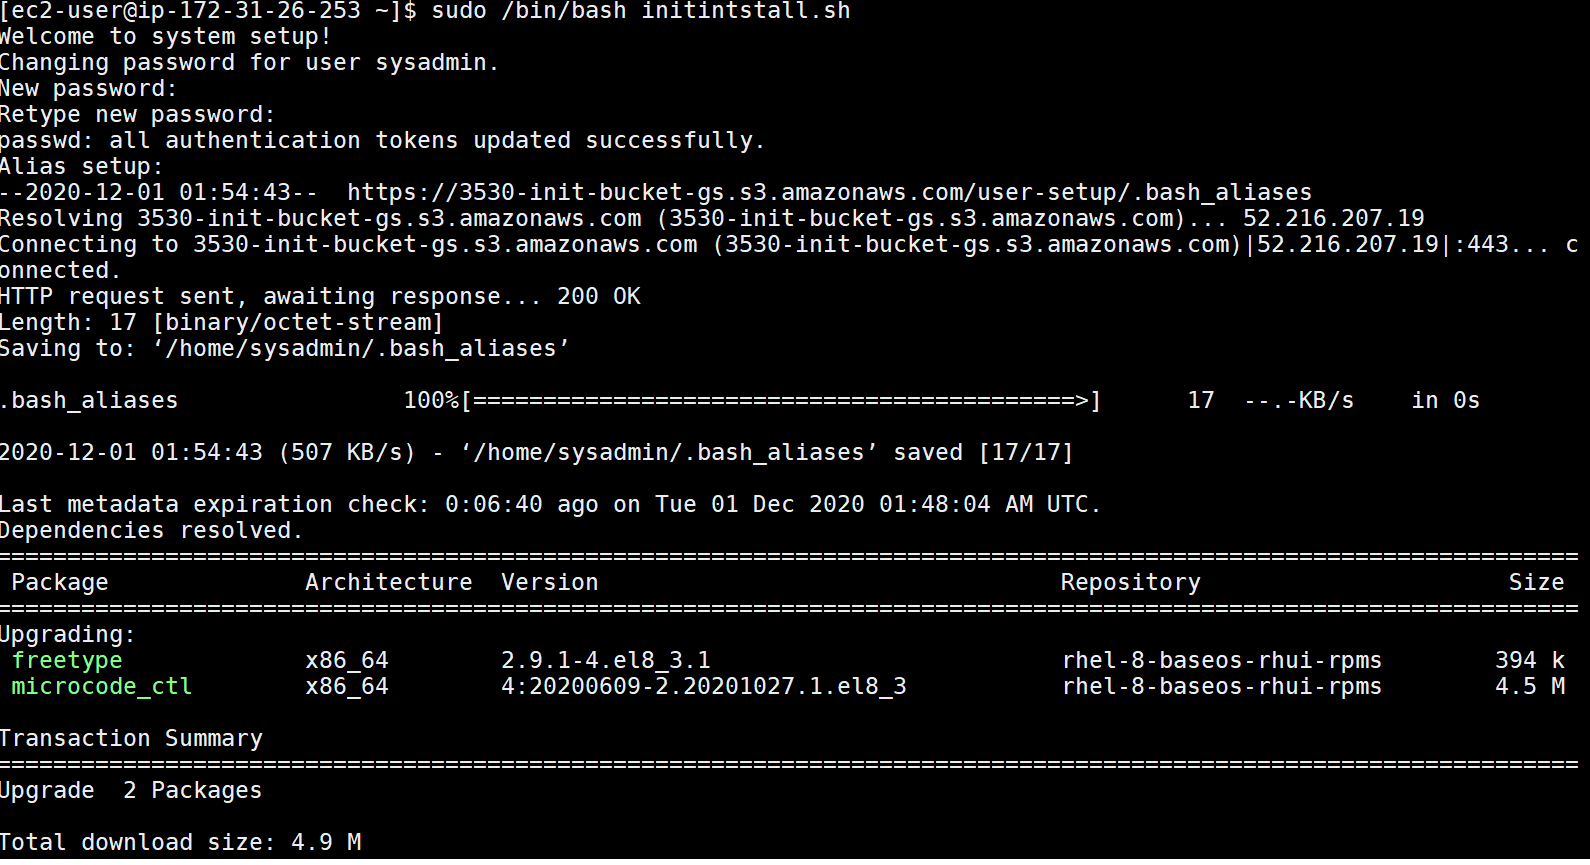 [ec2-user@ip-172-31-26-253 ~]$ sudo /bin/bash initintstall.sh
Welcome to system setup!
Changing password for user sysadmin.
New password:
Retype new password:
passwd: all authentication tokens updated successfully.
Alias setup:
--2020-12-01 01:54:43--  https://3530-init-bucket-gs.s3.amazonaws.com/user-setup/.bash_aliases
Resolving 3530-init-bucket-gs.s3.amazonaws.com (3530-init-bucket-gs.s3.amazonaws.com)... 52.216.207.19
Connecting to 3530-init-bucket-gs.s3.amazonaws.com (3530-init-bucket-gs.s3.amazonaws.com)|52.216.207.19|:443... c
onnected.
HTTP request sent, awaiting response... 200 OK
Length: 17 [binary/octet-stream]
Saving to: ‘/home/sysadmin/.bash_aliases’
.bash_aliases                100%[===========================================>]      17  --.-KB/s    in 0s
2020-12-01 01:54:43 (507 KB/s) - ‘/home/sysadmin/.bash_aliases’ saved [17/17]
Last metadata expiration check: 0:06:40 ago on Tue 01 Dec 2020 01:48:04 AM UTC.
Dependencies resolved.
=================================================================================================================
 Package              Architecture  Version                                 Repository                      Size
=================================================================================================================
Upgrading:
 freetype             x86_64        2.9.1-4.el8_3.1                         rhel-8-baseos-rhui-rpms        394 k
 microcode_ctl        x86_64        4:20200609-2.20201027.1.el8_3           rhel-8-baseos-rhui-rpms        4.5 M
Transaction Summary
=================================================================================================================
Upgrade  2 Packages
Total download size: 4.9 M